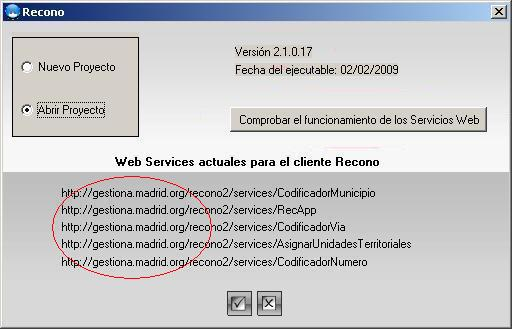 Recono
Nuevo Proyecto
Abrir Proyecto
Versión 2.1.0.17
Fecha del ejecutable: 02/02/2009
Comprobar el funcionamiento de los Servicios Web
Web Services actuales para el cliente Recono
http://gestiona.madrid.org/recono2/services/CodificadorMunicipio
http://gestiona.madrid.org/recono2/services/RecApp
http://gestiona.madrid.org/recono2/services/CodificadorVia
http://gestiona.madrid.org/recono2/services/AsignarUnidadesTerritoriales
http://gestiona.madrid.org/recono2/services/CodificadorNumero